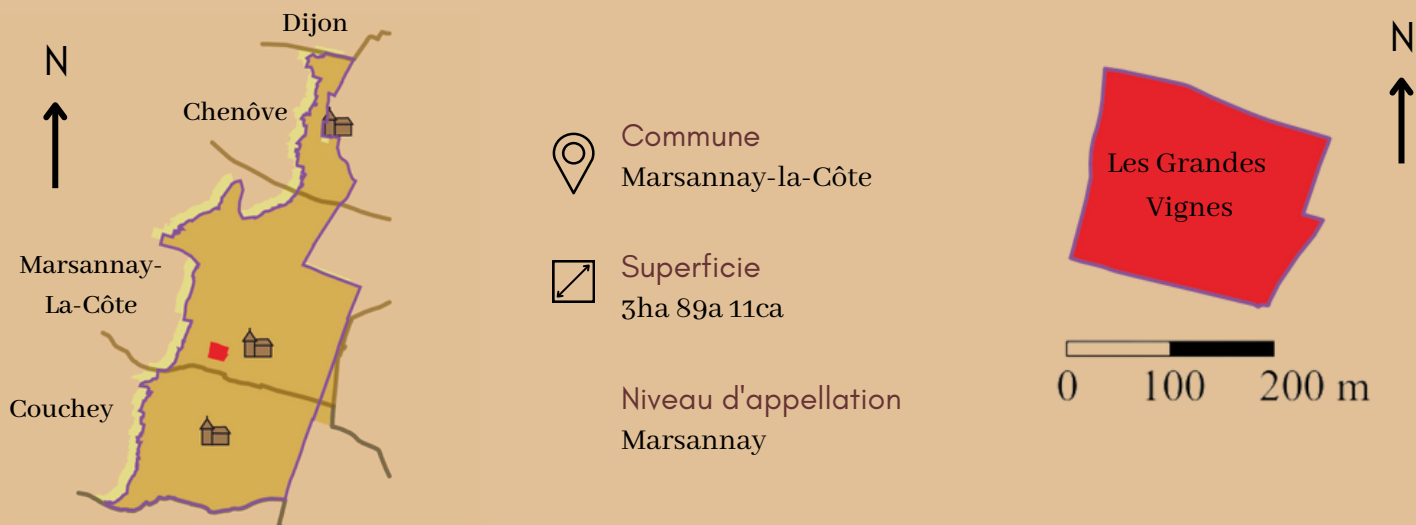 Dijon
N
Chenôve
Marsannay-
La-Côte
Couchey
Commune
Marsannay-la-Côte
Superficie
3ha 89a 11ca
Niveau d'appellation
Marsannay
N
Les Grandes
Vignes
0 100 200 m